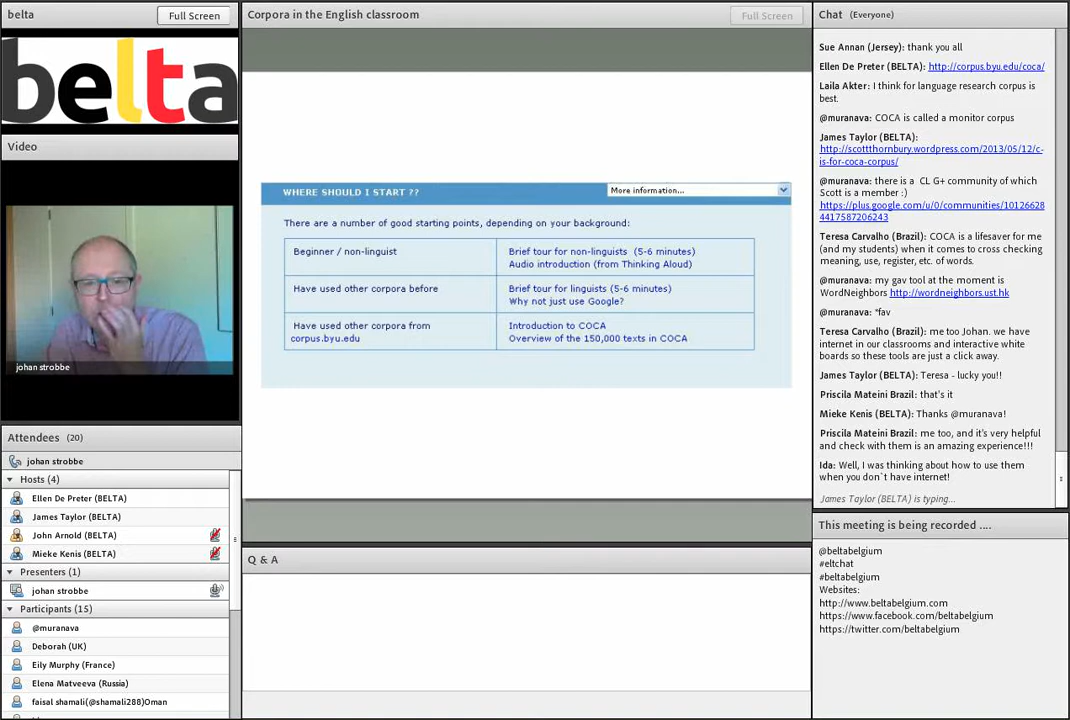 belta
Full Screen
belta
Video
johan strobbe
Attendees (20)
johan strobbe
Hosts (4)
Ellen De Preter (BELTA)
James Taylor (BELTA)
John Arnold (BELTA)
Mieke Kenis (BELTA)
Presenters (1)
johan strobbe
Participants (15)
@muranava
Deborah (UK)
Eily Murphy (France)
Elena Matveeva (Russia)
faisal shamali(@shamali288)Oman
Corpora in the English classroom
Full Screen
WHERE SHOULD I START ??
More information...
There are a number of good starting points, depending on your background:
Beginner / non-linguist
Brief tour for non-linguists (5-6 minutes)
Audio introduction (from Thinking Aloud)
Have used other corpora before
Brief tour for linguists (5-6 minutes)
Why not just use Google?
Have used other corpora from
corpus.byu.edu
Introduction to COCA
Overview of the 150,000 texts in COCA
Q & A
Chat (Everyone)
Sue Annan (Jersey): thank you all
Ellen De Preter (BELTA): http://corpus.byu.edu/coca/
Laila Akter: I think for language research corpus is
best.
@muranava: COCA is called a monitor corpus
James Taylor (BELTA):
http://scottthornbury.wordpress.com/2013/05/12/c-
is-for-coca-corpus/
@muranava: there is a CL G+ community of which
Scott is a member :)
https://plus.google.com/u/0/communities/10126628
4417587206243
Teresa Carvalho (Brazil): COCA is a lifesaver for me
(and my students) when it comes to cross checking
meaning, use, register, etc. of words.
@muranava: my gav tool at the moment is
WordNeighbors http://wordneighbors.ust.hk
@muranava: *fav
Teresa Carvalho (Brazil): me too Johan. we have
internet in our classrooms and interactive white
boards so these tools are just a click away.
James Taylor (BELTA): Teresa - lucky you!!
Priscila Mateini Brazil: that's it
Mieke Kenis (BELTA): Thanks @muranava!
Priscila Mateini Brazil: me too, and it's very helpful
and check with them is an amazing experience!!!
Ida: Well, I was thinking about how to use them
when you don`t have internet!
James Taylor (BELTA) is typing...
This meeting is being recorded ....
@beltabelgium
#eltchat
#beltabelgium
Websites:
http://www.beltabelgium.com
https://www.facebook.com/beltabelgium
https://twitter.com/beltabelgium